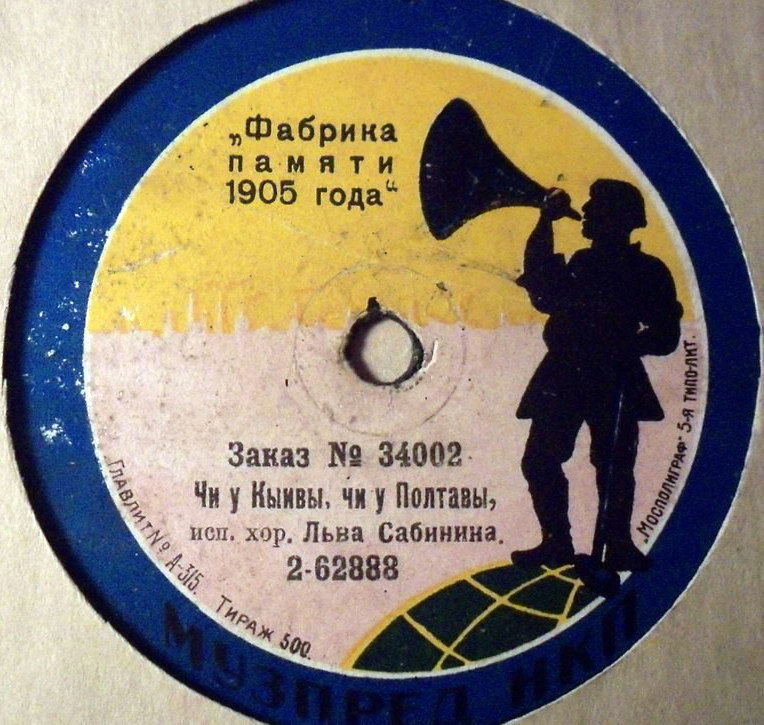 „Фабрика
памяти
1905 года“
Заказ № 34002
Чи у Кыивы, чи у Полтавы,
исп. хор. Льва Сабинина.
2-62888
Главлит № А-315. Тираж 500.
„Мосполиграф“ 5-я типо-лит.
МУЗПРЕД НКП